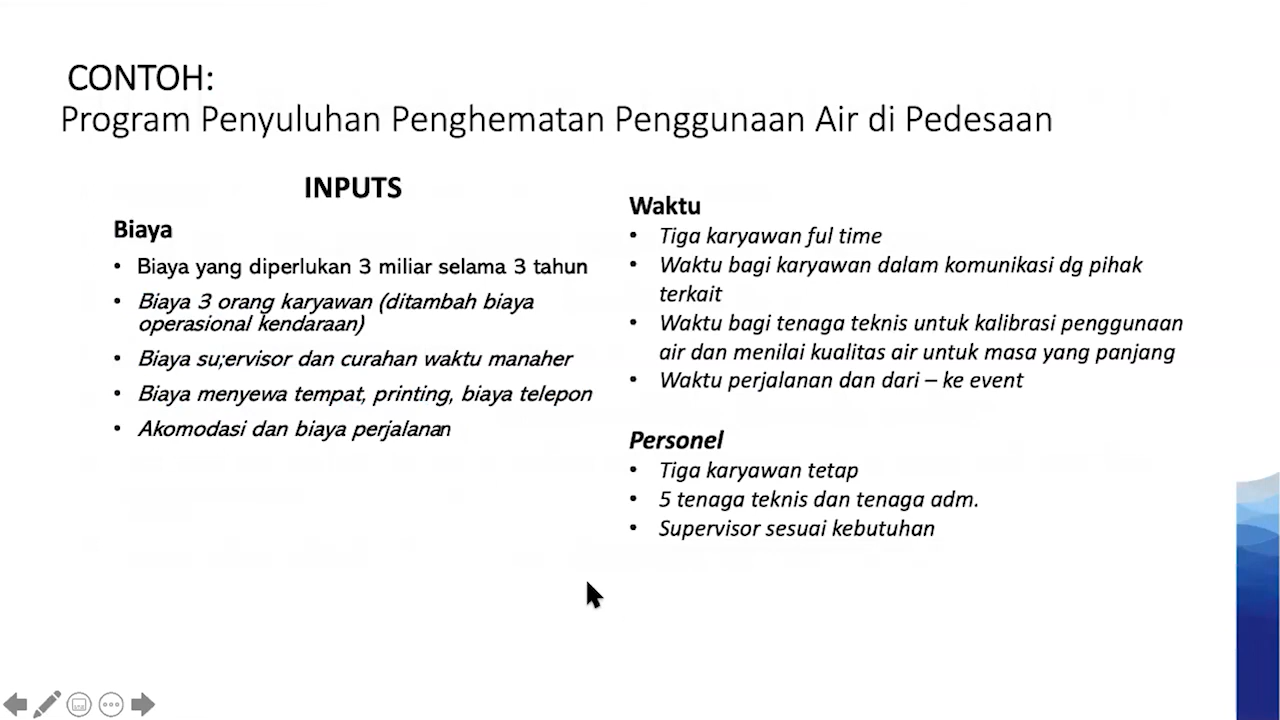 CONTOH:
Program Penyuluhan Penghematan Penggunaan Air di Pedesaan
INPUTS
Biaya
• Biaya yang diperlukan 3 miliar selama 3 tahun
• Biaya 3 orang karyawan (ditambah biaya
operasional kendaraan)
• Biaya su;ervisor dan curahan waktu manaher
• Biaya menyewa tempat, printing, biaya telepon
• Akomodasi dan biaya perjalanan
Waktu
• Tiga karyawan ful time
• Waktu bagi karyawan dalam komunikasi dg pihak
terkait
• Waktu bagi tenaga teknis untuk kalibrasi penggunaan
air dan menilai kualitas air untuk masa yang panjang
• Waktu perjalanan dan dari – ke event
Personel
• Tiga karyawan tetap
• 5 tenaga teknis dan tenaga adm.
• Supervisor sesuai kebutuhan